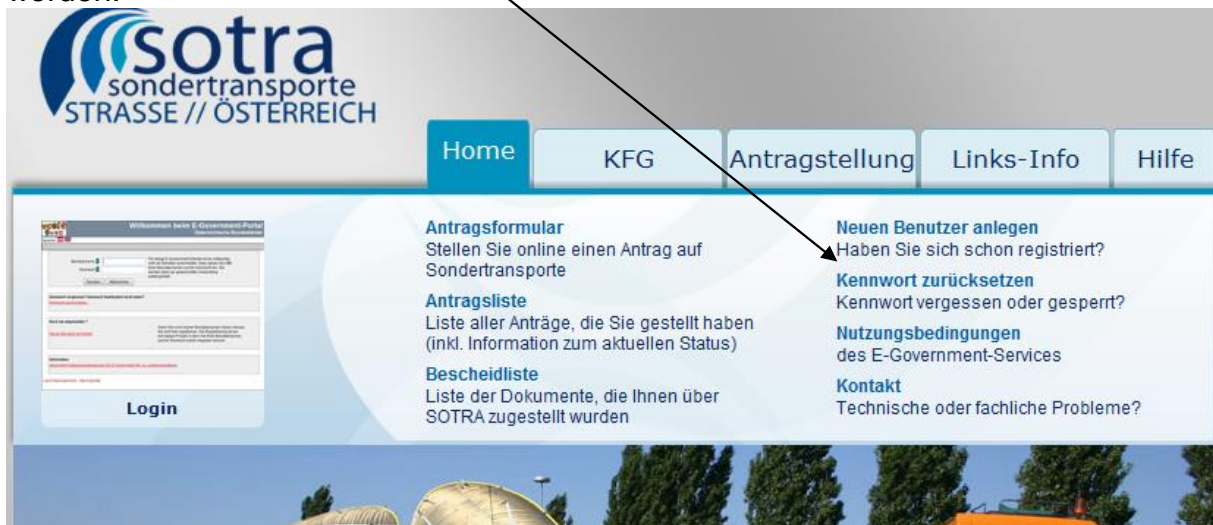 werden.
sotra
sondertransporte
STRASSE // ÖSTERREICH
Home
KFG
Antragstellung
Links-Info
Hilfe
Willkommen beim E-Government-Portal
Login
Antragsformular
Stellen Sie online einen Antrag auf
Sondertransporte
Antragsliste
Liste aller Anträge, die Sie gestellt haben
(inkl. Information zum aktuellen Status)
Bescheidliste
Liste der Dokumente, die Ihnen über
SOTRA zugestellt wurden
Neuen Benutzer anlegen
Haben Sie sich schon registriert?
Kennwort zurücksetzen
Kennwort vergessen oder gesperrt?
Nutzungsbedingungen
des E-Government-Services
Kontakt
Technische oder fachliche Probleme?